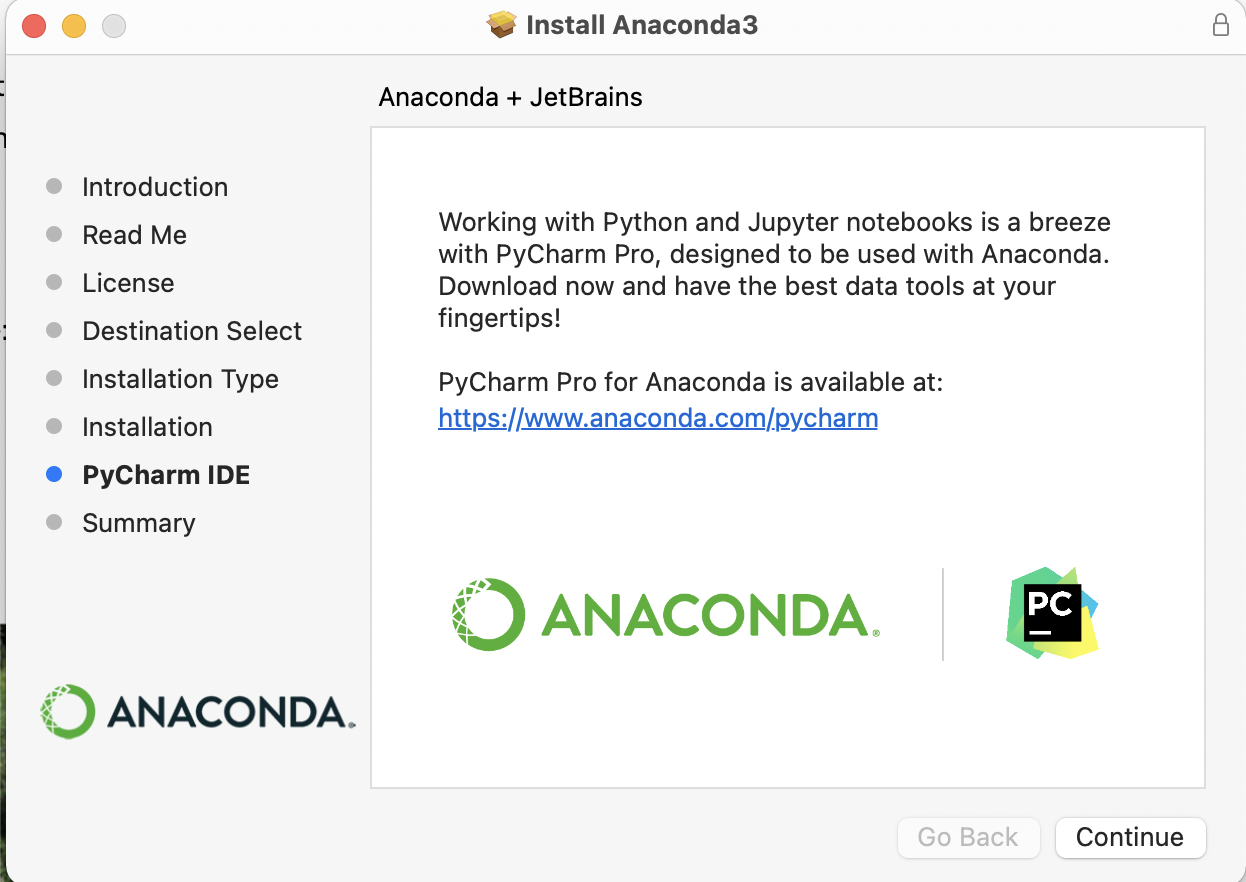 Install Anaconda3
Anaconda + JetBrains
Introduction
Read Me
License
Destination Select
Installation Type
Installation
PyCharm IDE
Summary
Working with Python and Jupyter notebooks is a breeze
with PyCharm Pro, designed to be used with Anaconda.
Download now and have the best data tools at your
fingertips!
PyCharm Pro for Anaconda is available at:
https://www.anaconda.com/pycharm
ANACONDA.
PC
ANACONDA.
Go Back
Continue